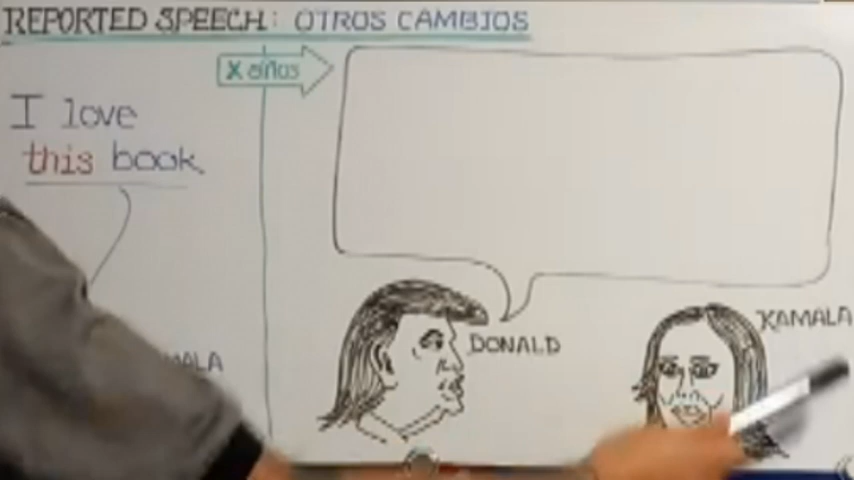 REPORTED SPEECH: OTROS CAMBIOS
X años
I love
this book.
DONALD
KAMALA